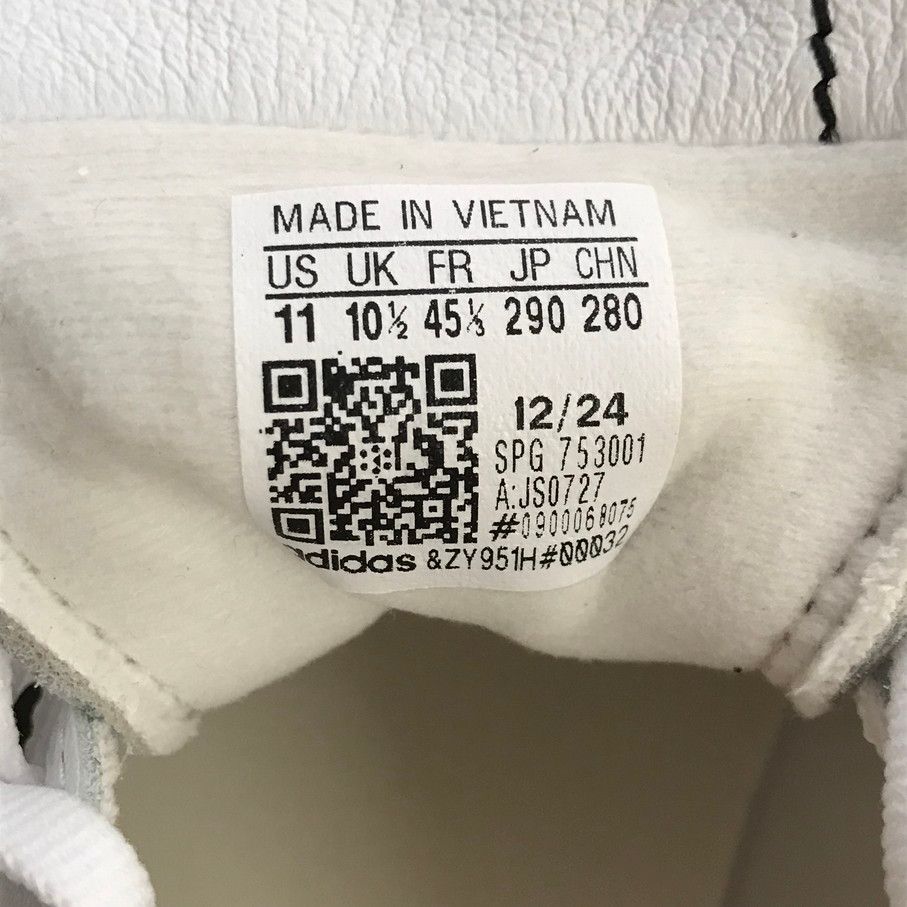 MADE IN VIETNAM
US UK FR JP CHN
11 10½ 45⅓ 290 280
12/24
SPG 753001
A:JS0727
#0900068075
adidas &ZY951H#00032